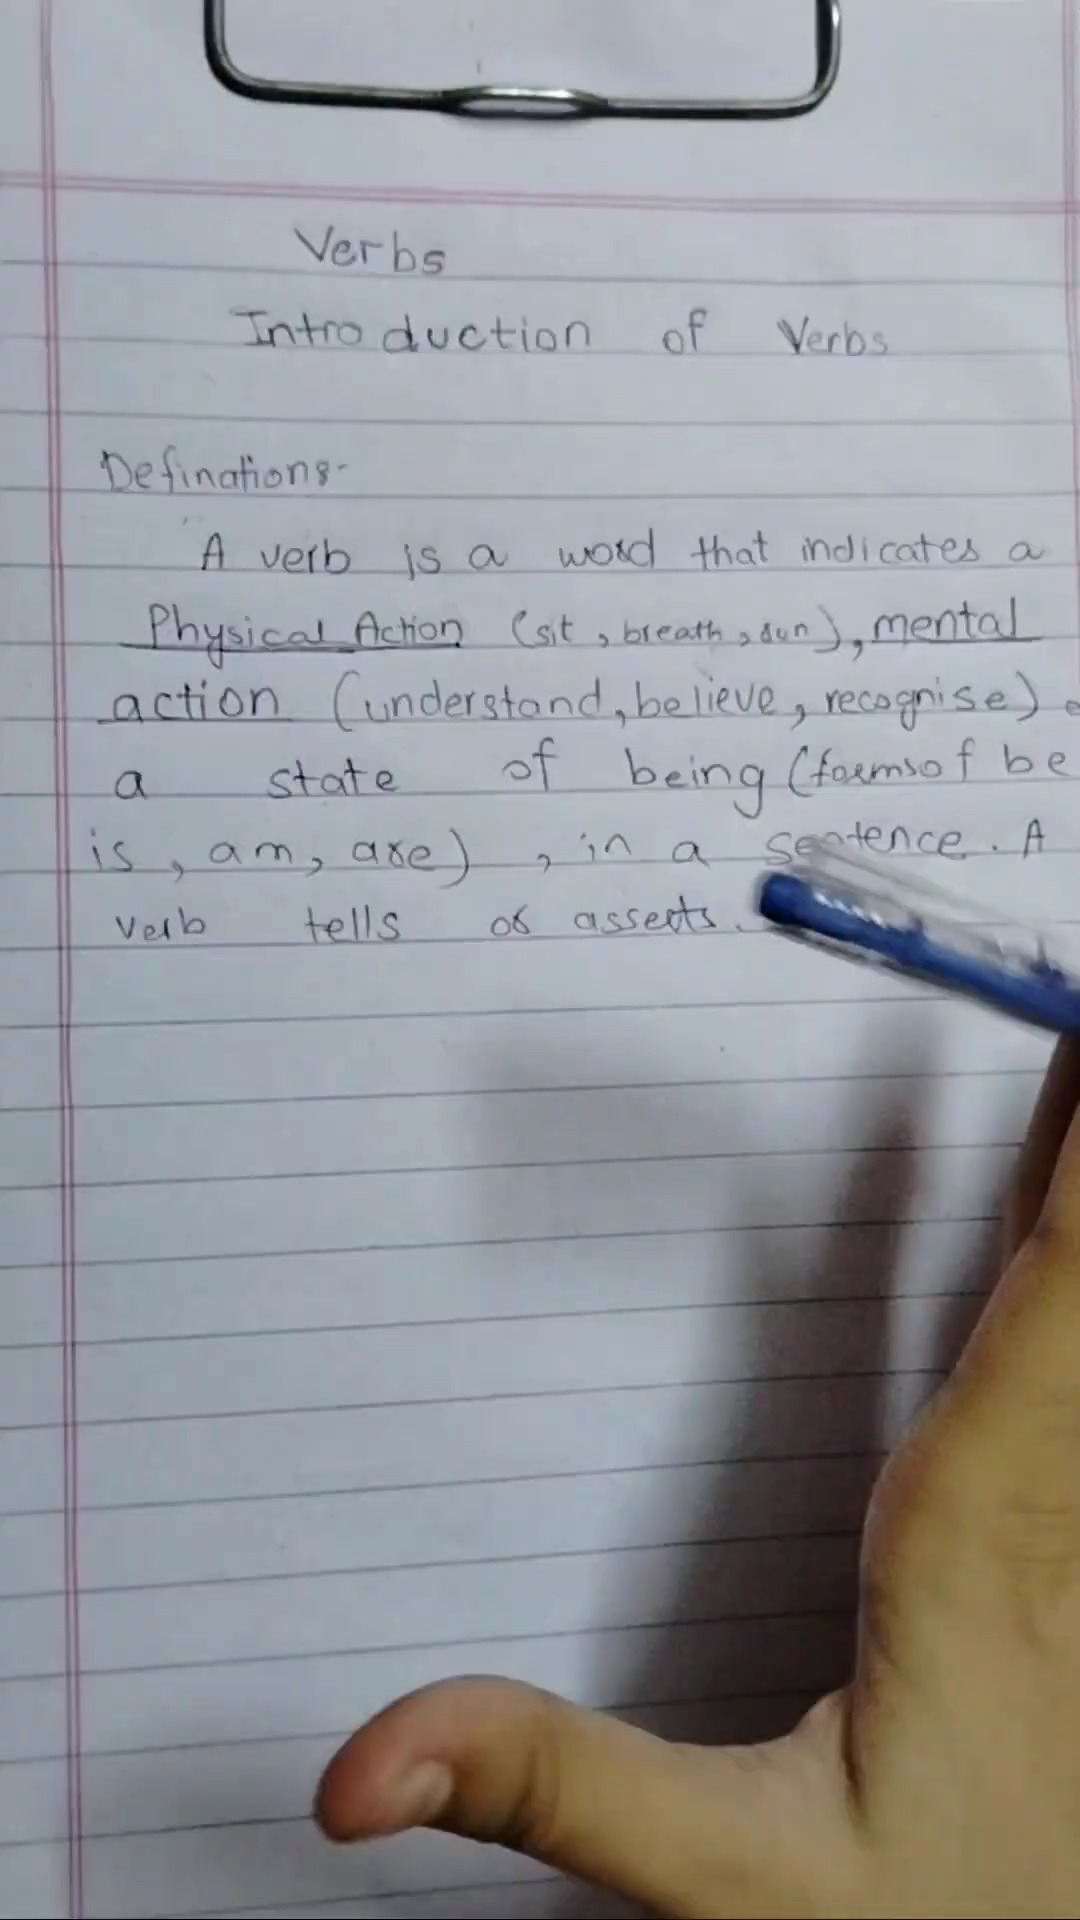 Verbs
Introduction of Verbs
Definations-
A verb is a word that indicates a
Physical Action (sit, breath, run), mental
action (understand, believe, recognise)
a state of being (forms of be
is, am, are) , in a sentence. A
verb tells or asserts.